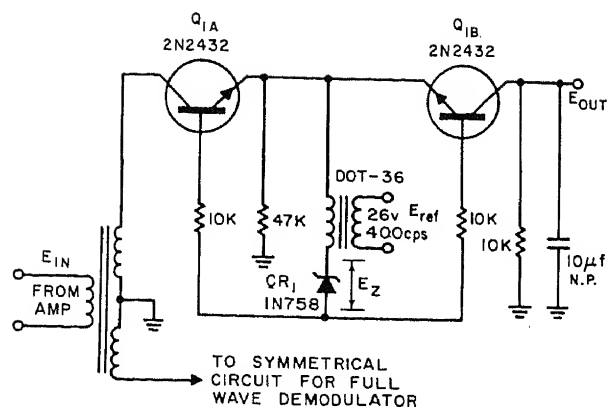 Q1A
2N2432
Q1B.
2N2432
EOUT
DOT-36
10K
47K
26v Eref
400cps
10K
10K
10µf
N.P.
EIN
FROM
AMP
CR1
1N758
EZ
TO SYMMETRICAL
CIRCUIT FOR FULL
WAVE DEMODULATOR